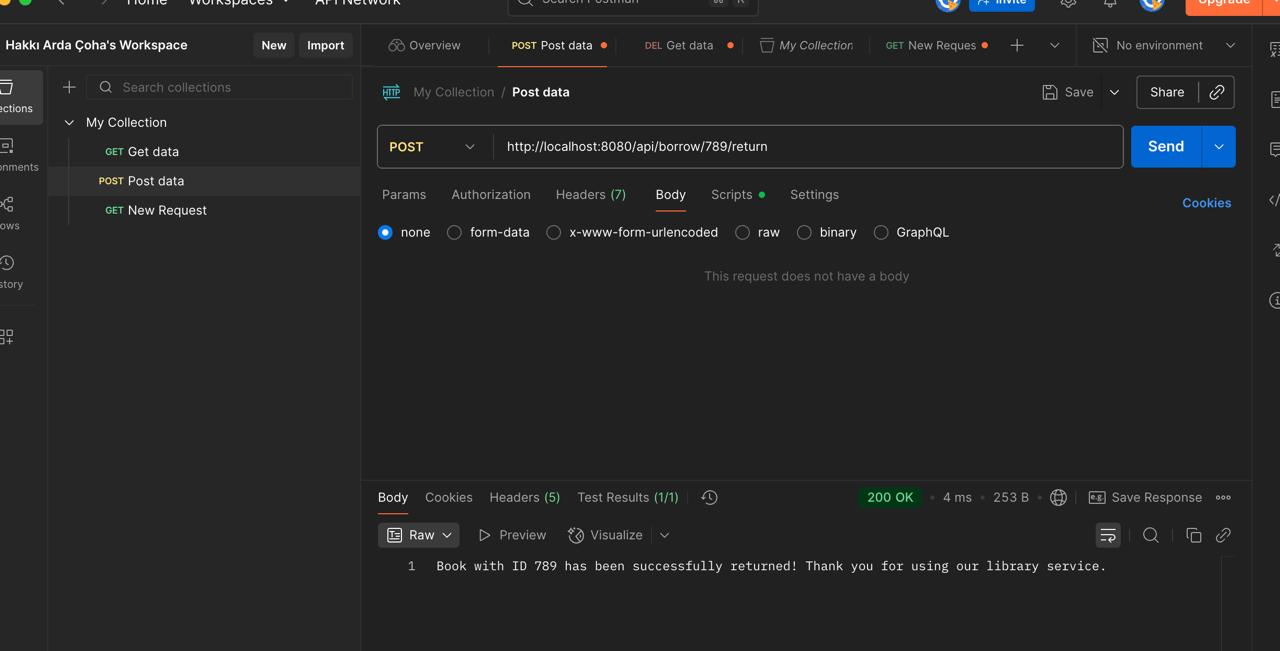 Home Workspaces API Network Search Postman ⌘ K Invite Upgrade
Hakkı Arda Çoha's Workspace New Import
Overview POST Post data DEL Get data My Collection GET New Reques No environment
Search collections
My Collection / Post data Save Share
ections
My Collection
GET Get data
POST Post data
GET New Request
onments
ows
story
POST http://localhost:8080/api/borrow/789/return Send
Params Authorization Headers (7) Body Scripts Settings Cookies
none form-data x-www-form-urlencoded raw binary GraphQL
This request does not have a body
Body Cookies Headers (5) Test Results (1/1) 200 OK • 4 ms • 253 B • e.g. Save Response
Raw Preview Visualize
1 Book with ID 789 has been successfully returned! Thank you for using our library service.